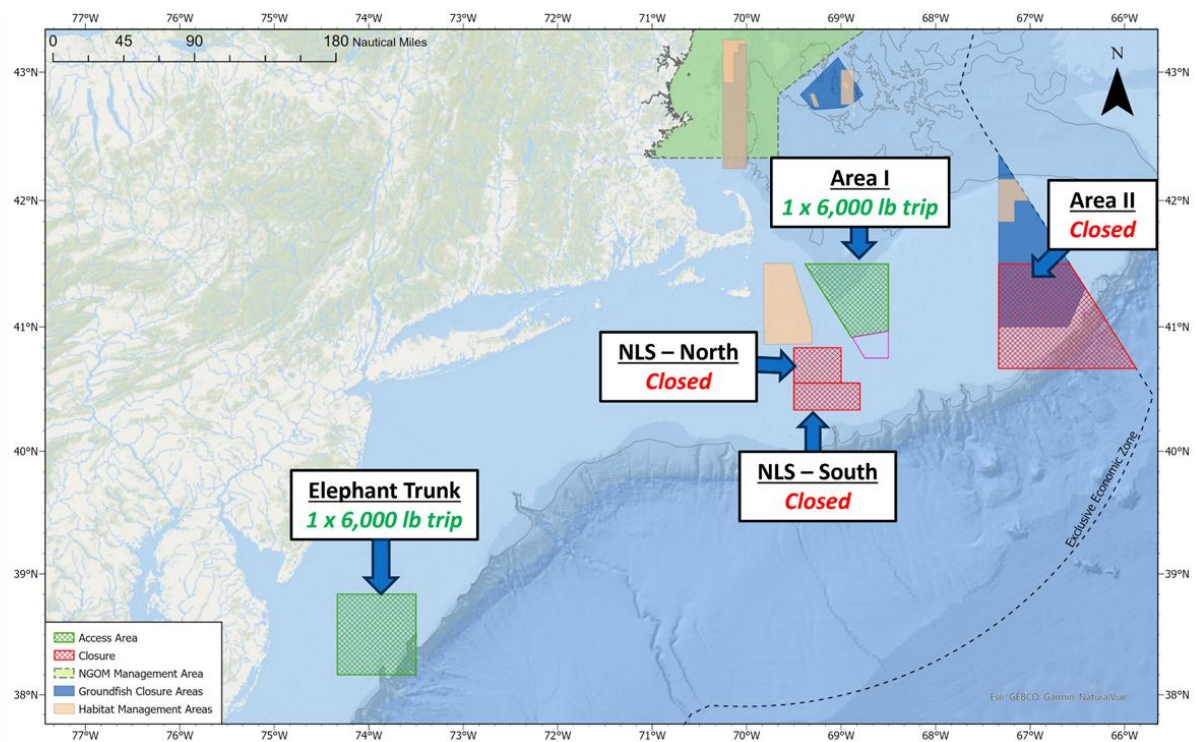 77°W 76°W 75°W 74°W 73°W 72°W 71°W 70°W 69°W 68°W 67°W 66°W
0 45 90 180 Nautical Miles
N
43°N 43°N
Area I
1 x 6,000 lb trip
Area II
Closed
42°N 42°N
NLS – North
Closed
41°N 41°N
NLS – South
Closed
40°N 40°N
Elephant Trunk
1 x 6,000 lb trip
Exclusive Economic Zone
39°N 39°N
Access Area
Closure
NGOM Management Area
Groundfish Closure Areas
Habitat Management Areas
Esri, GEBCO, Garmin, NaturalVue
38°N 38°N
77°W 76°W 75°W 74°W 73°W 72°W 71°W 70°W 69°W 68°W 67°W 66°W